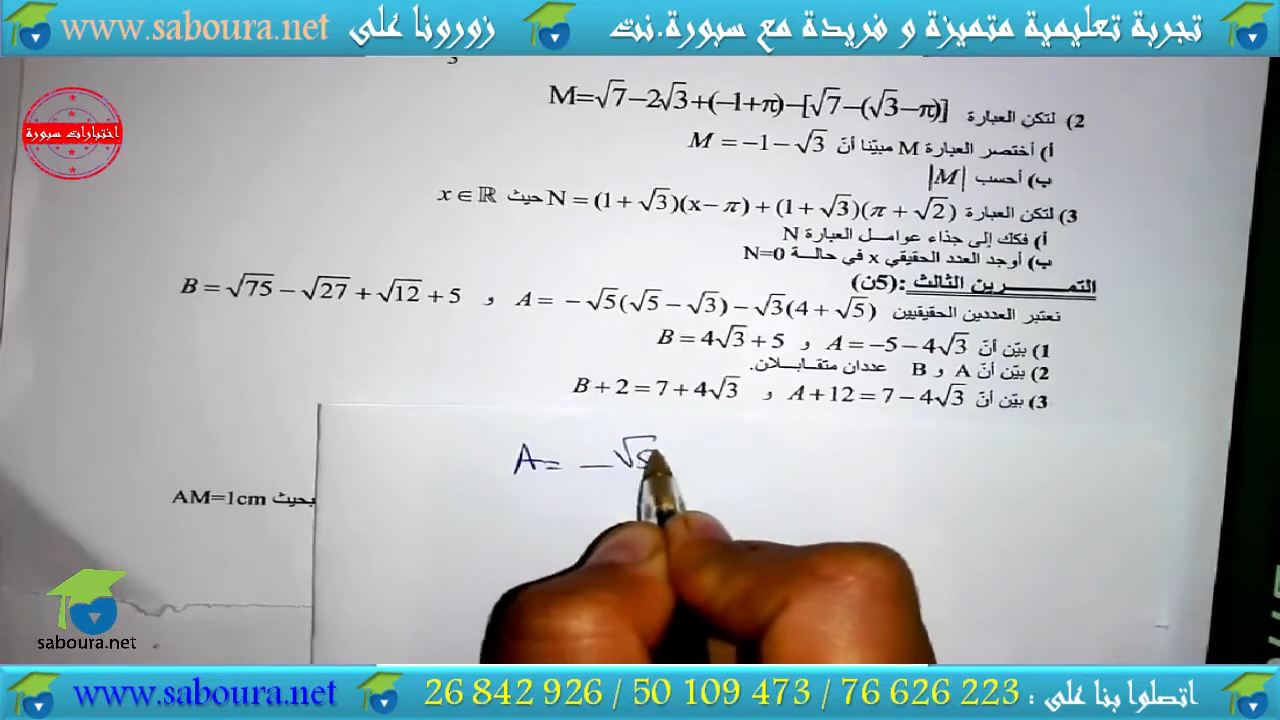 تجربة تعليمية متميزة و فريدة مع سبورة.نت زورونا على www.saboura.net
اختبارات سبورة
2) لتكن العبارة M=√7−2√3+(−1+π)−[√7−(√3−π)]
أ) أختصر العبارة M مبيّنا أنّ M = −1 − √3
ب) أحسب |M|
3) لتكن العبارة N = (1+√3)(x−π)+(1+√3)(π+√2) حيث x ∈ ℝ
أ) فكك إلى جذاء عوامل العبارة N
ب) أوجد العدد الحقيقي x في حالة N=0
التمرين الثالث :(5ن)
نعتبر العددين الحقيقيين A = −√5(√5 − √3) − √3(4 + √5) و B = √75 − √27 + √12 + 5
1) بيّن أنّ A = −5 − 4√3 و B = 4√3 + 5
2) بيّن أنّ A و B عددان متقابلان.
3) بيّن أنّ A + 12 = 7 − 4√3 و B + 2 = 7 + 4√3
A = −√5
بحيث AM=1cm
saboura.net
اتصلوا بنا على : 26 842 926 / 50 109 473 / 76 626 223 www.saboura.net